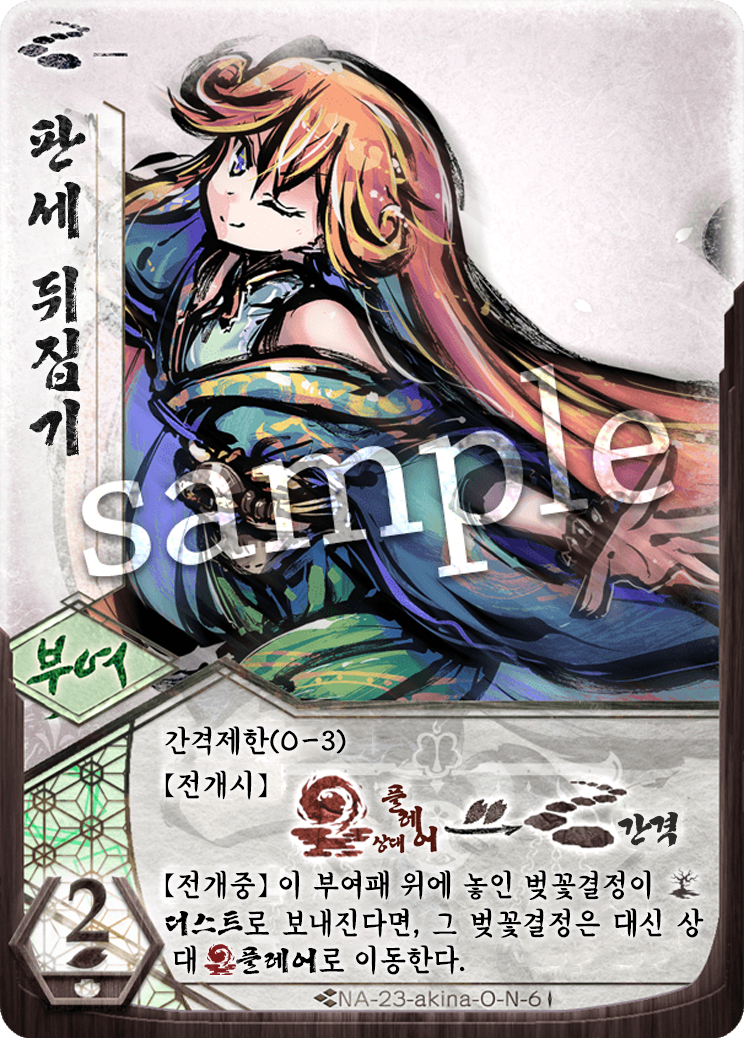 판세 뒤집기
sample
부여
간격제한(0-3)
【전개시】
상대 플레어
간격
【전개중】이 부여패 위에 놓인 벚꽃결정이
더스트로 보내진다면, 그 벚꽃결정은 대신 상
대 플레어로 이동한다.
2
NA-23-akina-O-N-6